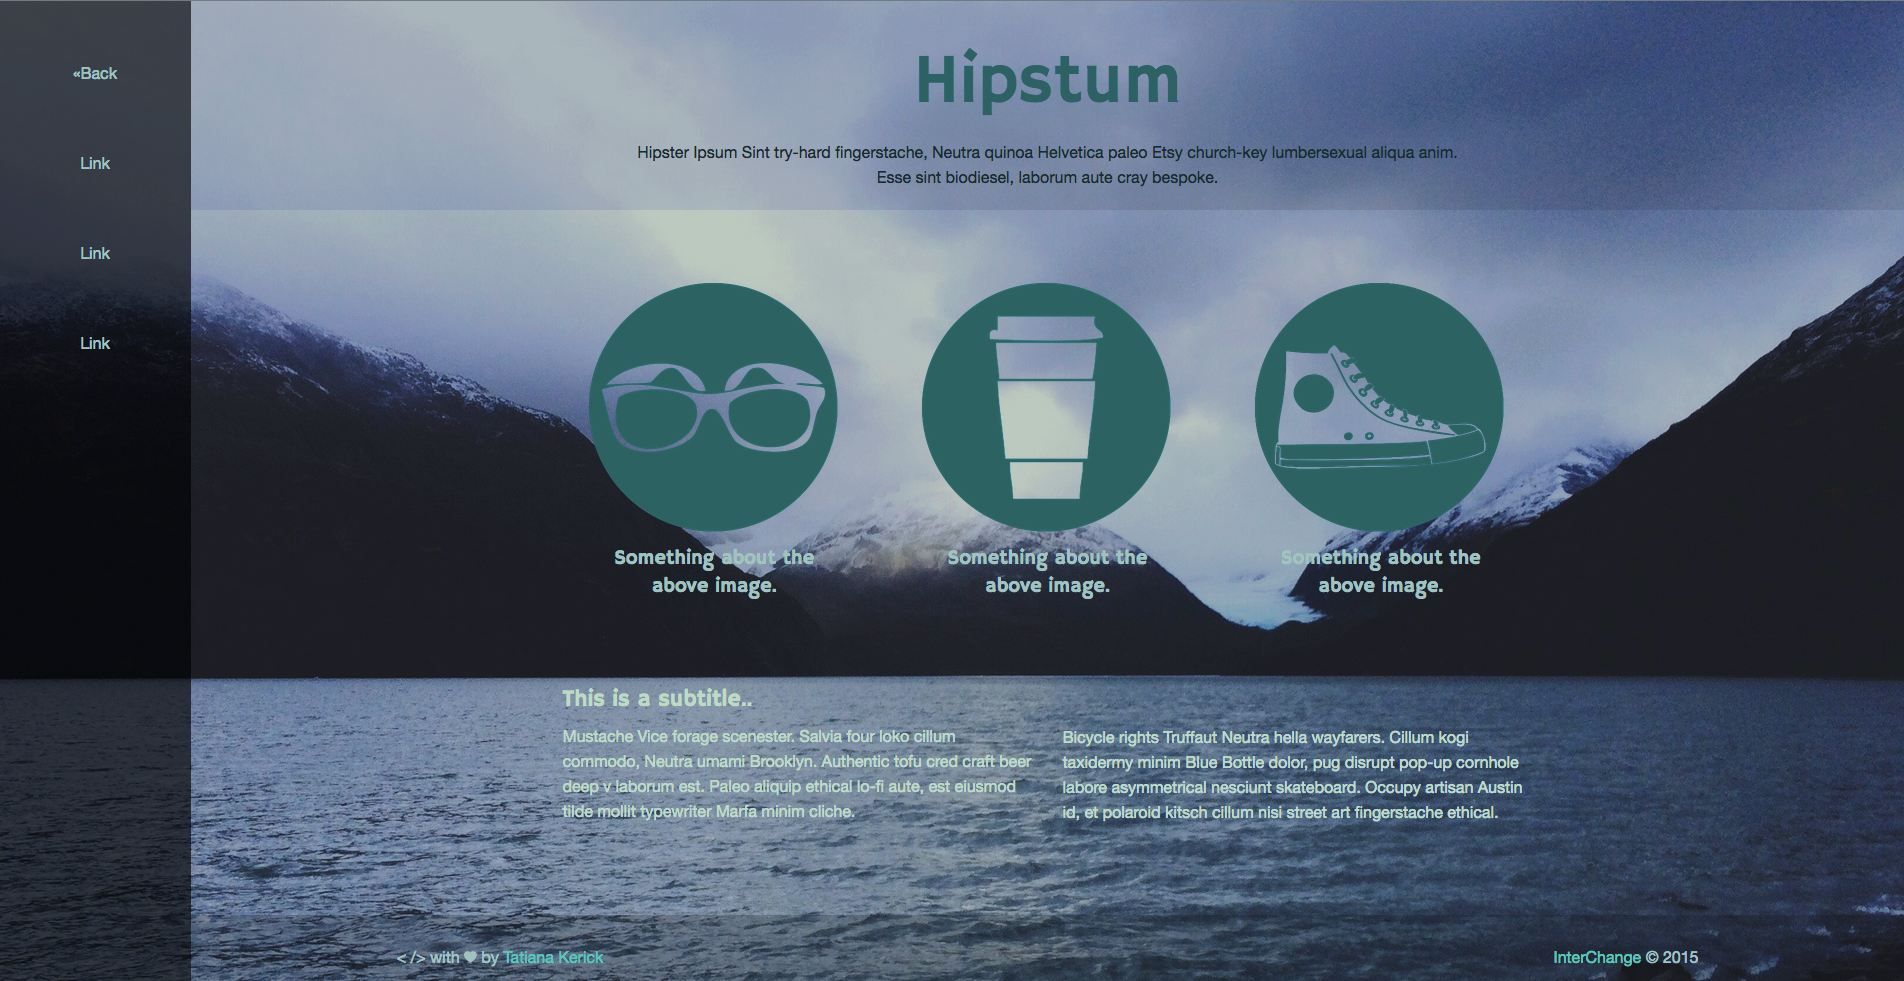 «Back
Link
Link
Link
Hipstum
Hipster Ipsum Sint try-hard fingerstache, Neutra quinoa Helvetica paleo Etsy church-key lumbersexual aliqua anim.
Esse sint biodiesel, laborum aute cray bespoke.
Something about the
above image.
Something about the
above image.
Something about the
above image.
This is a subtitle..
Mustache Vice forage scenester. Salvia four loko cillum
commodo, Neutra umami Brooklyn. Authentic tofu cred craft beer
deep v laborum est. Paleo aliquip ethical lo-fi aute, est eiusmod
tilde mollit typewriter Marfa minim cliche.
Bicycle rights Truffaut Neutra hella wayfarers. Cillum kogi
taxidermy minim Blue Bottle dolor, pug disrupt pop-up cornhole
labore asymmetrical nesciunt skateboard. Occupy artisan Austin
id, et polaroid kitsch cillum nisi street art fingerstache ethical.
< /> with ♥ by Tatiana Kerick
InterChange © 2015